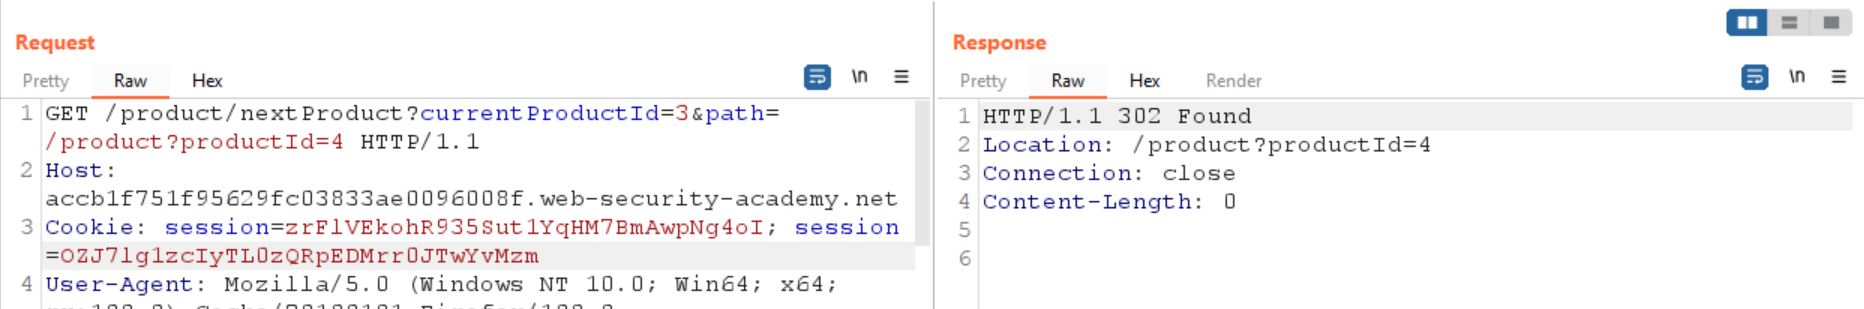 Request
Pretty Raw Hex
\n
1 GET /product/nextProduct?currentProductId=3&path=
/product?productId=4 HTTP/1.1
2 Host:
accb1f751f95629fc03833ae0096008f.web-security-academy.net
3 Cookie: session=zrFlVEkohR935Sut1YqHM7BmAwpNg4oI; session
=OZJ7lg1zcIyTL0zQRpEDMrr0JTwYvMzm
4 User-Agent: Mozilla/5.0 (Windows NT 10.0; Win64; x64;
Response
Pretty Raw Hex Render
\n
1 HTTP/1.1 302 Found
2 Location: /product?productId=4
3 Connection: close
4 Content-Length: 0
5
6